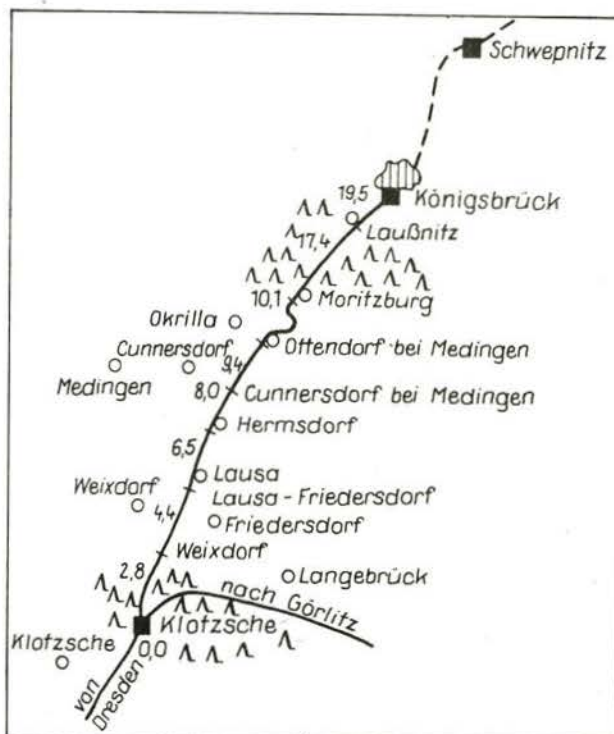 Schwepnitz
19,5
Königsbrück
17,4
Laußnitz
10,1
Moritzburg
Okrilla
Cunnersdorf
Ottendorf bei Medingen
9,4
Medingen
8,0
Cunnersdorf bei Medingen
Hermsdorf
6,5
Lausa
Weixdorf
Lausa-Friedersdorf
4,4
Friedersdorf
Weixdorf
2,8
Langebrück
nach Görlitz
Klotzsche
Klotzsche
0,0
von
Dresden